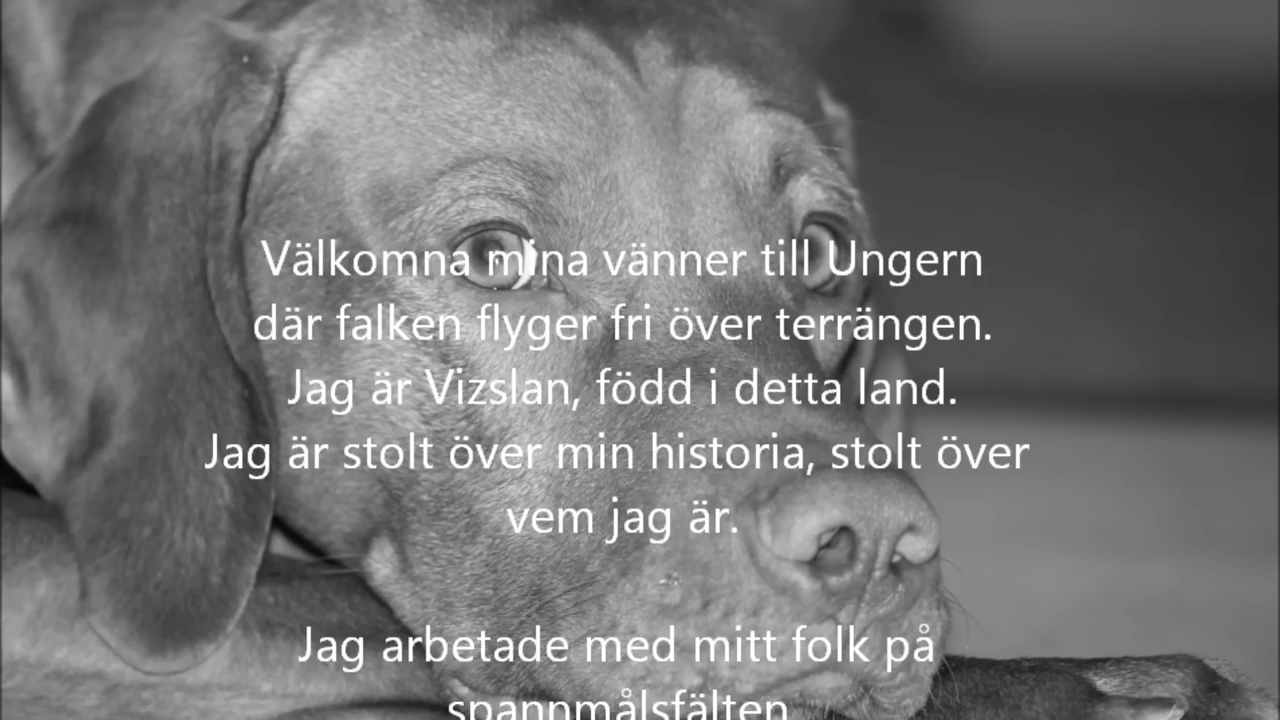 Välkomna mina vänner till Ungern
där falken flyger fri över terrängen.
Jag är Vizslan, född i detta land.
Jag är stolt över min historia, stolt över
vem jag är.
Jag arbetade med mitt folk på
spannmålsfälten